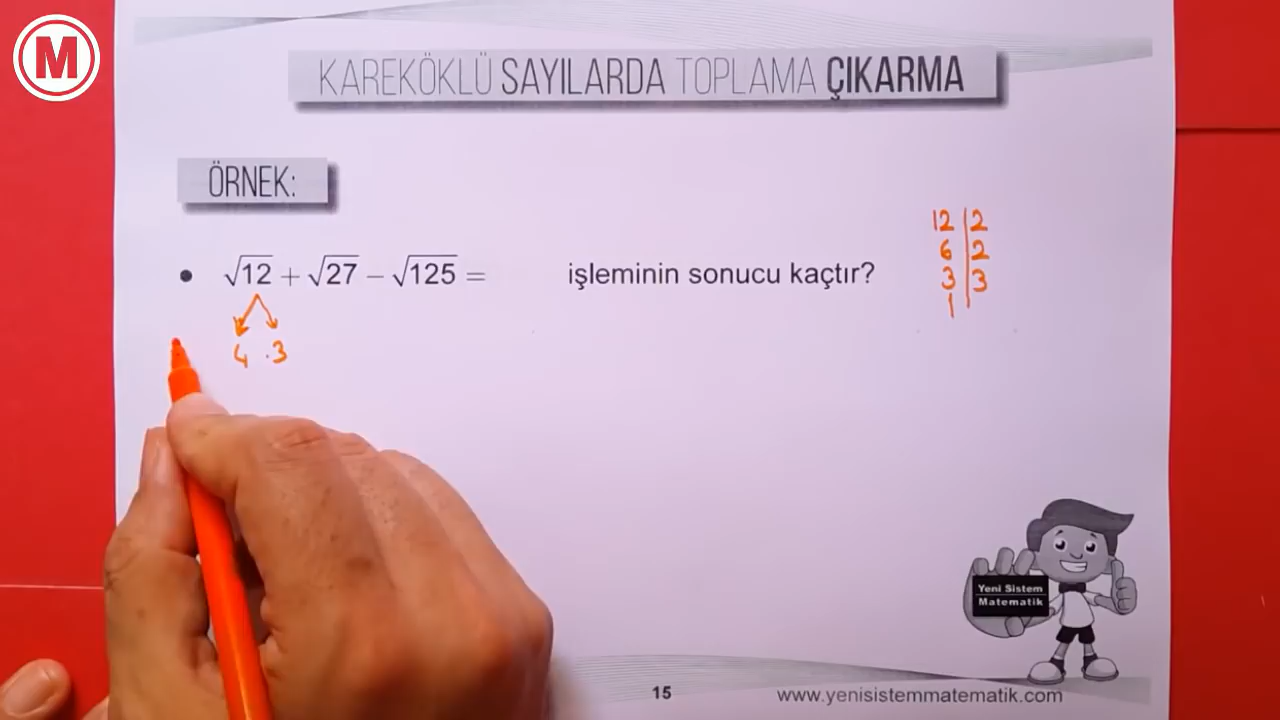 M
KAREKÖKLÜ SAYILARDA TOPLAMA ÇIKARMA
ÖRNEK:
• √12 + √27 − √125 = işleminin sonucu kaçtır?
4 . 3
12 | 2
6 | 2
3 | 3
1 |
Yeni Sistem
Matematik
15
www.yenisistemmatematik.com